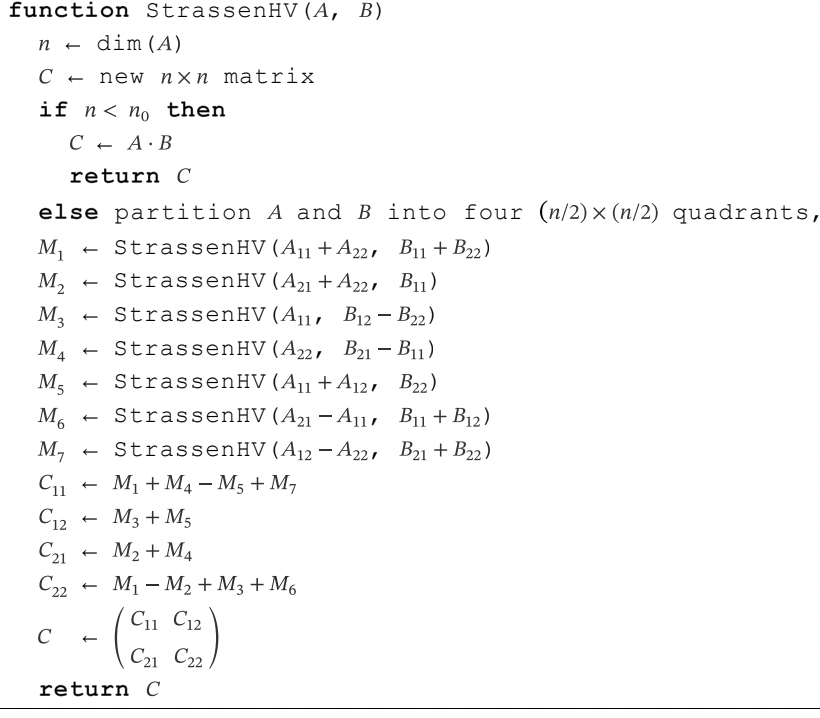 function StrassenHV(A, B)
n ← dim(A)
C ← new n×n matrix
if n < n₀ then
C ← A·B
return C
else partition A and B into four (n/2)×(n/2) quadrants,
M₁ ← StrassenHV(A₁₁+A₂₂, B₁₁+B₂₂)
M₂ ← StrassenHV(A₂₁+A₂₂, B₁₁)
M₃ ← StrassenHV(A₁₁, B₁₂−B₂₂)
M₄ ← StrassenHV(A₂₂, B₂₁−B₁₁)
M₅ ← StrassenHV(A₁₁+A₁₂, B₂₂)
M₆ ← StrassenHV(A₂₁−A₁₁, B₁₁+B₁₂)
M₇ ← StrassenHV(A₁₂−A₂₂, B₂₁+B₂₂)
C₁₁ ← M₁+M₄−M₅+M₇
C₁₂ ← M₃+M₅
C₂₁ ← M₂+M₄
C₂₂ ← M₁−M₂+M₃+M₆
C ← (C₁₁ C₁₂
C₂₁ C₂₂)
return C